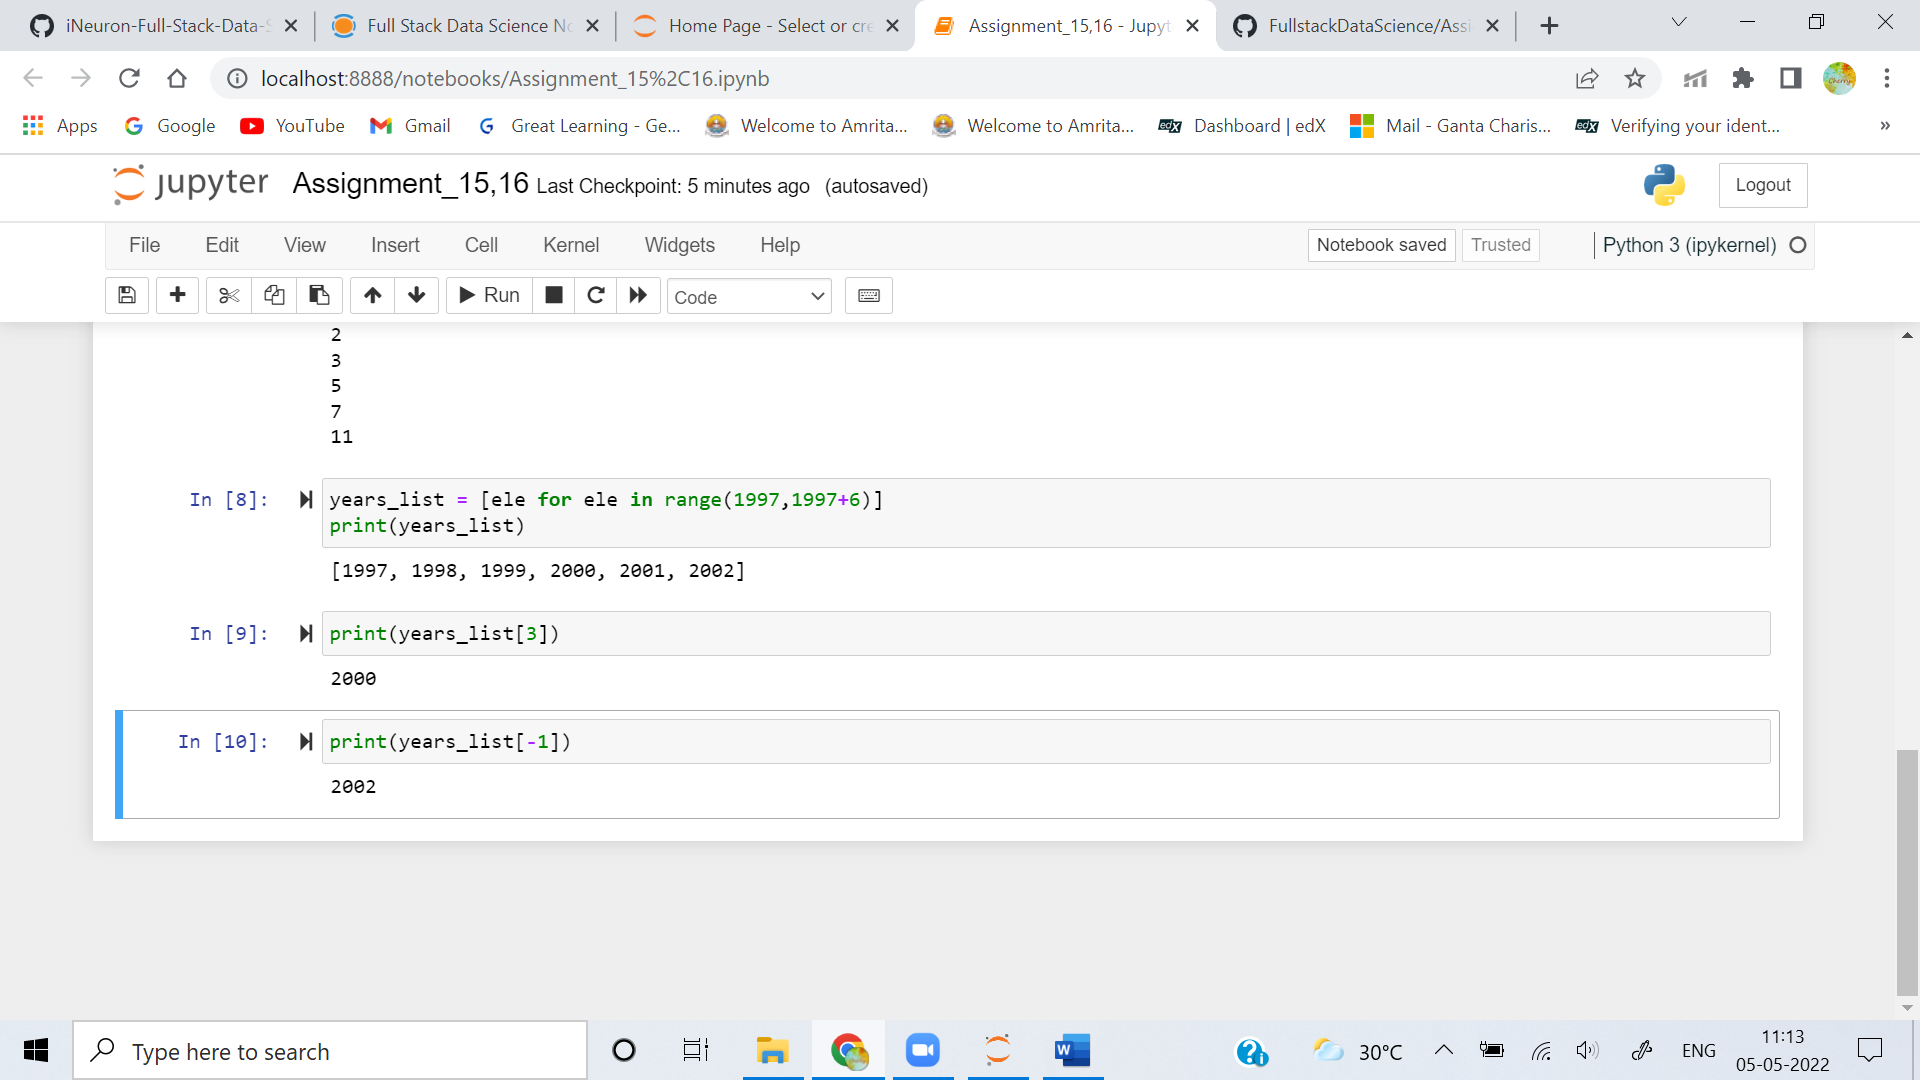 iNeuron-Full-Stack-Data-S
Full Stack Data Science No
Home Page - Select or cre
Assignment_15,16 - Jupyt
FullstackDataScience/Assi
localhost:8888/notebooks/Assignment_15%2C16.ipynb
Apps
Google
YouTube
Gmail
Great Learning - Ge...
Welcome to Amrita...
Welcome to Amrita...
Dashboard | edX
Mail - Ganta Charis...
Verifying your ident...
»
jupyter
Assignment_15,16 Last Checkpoint: 5 minutes ago (autosaved)
Logout
File
Edit
View
Insert
Cell
Kernel
Widgets
Help
Notebook saved
Trusted
Python 3 (ipykernel)
Run
Code
2
3
5
7
11
In [8]:
years_list = [ele for ele in range(1997,1997+6)]
print(years_list)
[1997, 1998, 1999, 2000, 2001, 2002]
In [9]:
print(years_list[3])
2000
In [10]:
print(years_list[-1])
2002
Type here to search
30°C
ENG
11:13
05-05-2022